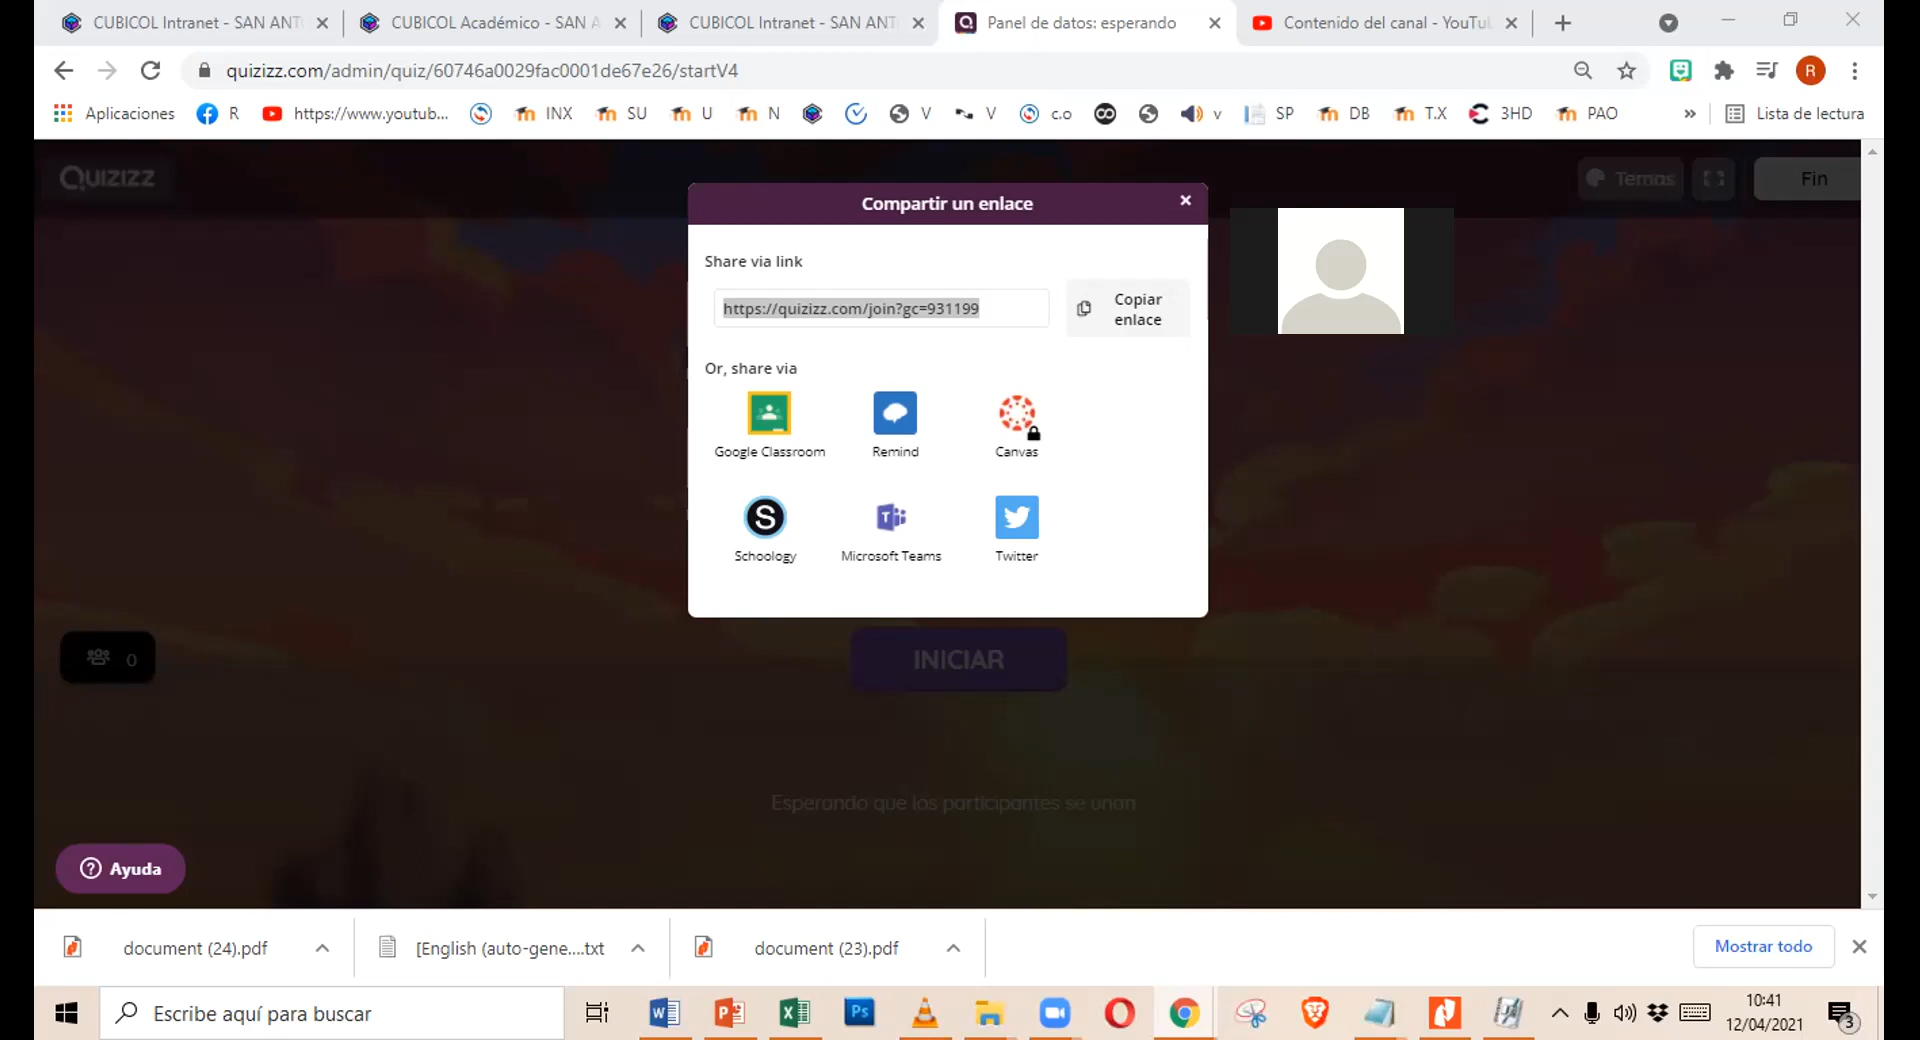 CUBICOL Intranet - SAN ANT
CUBICOL Académico - SAN A
CUBICOL Intranet - SAN ANT
Panel de datos: esperando
Contenido del canal - YouTu
quizizz.com/admin/quiz/60746a0029fac0001de67e26/startV4
R
Aplicaciones
R
https://www.youtub...
INX
SU
U
N
V
V
c.o
v
SP
DB
T.X
3HD
PAO
»
Lista de lectura
Quizizz
Temas
Fin
Compartir un enlace
Share via link
https://quizizz.com/join?gc=931199
Copiar
enlace
Or, share via
Google Classroom
Remind
Canvas
S
Schoology
Microsoft Teams
Twitter
0
INICIAR
Esperando que los participantes se unan
Ayuda
document (24).pdf
[English (auto-gene....txt
document (23).pdf
Mostrar todo
Escribe aquí para buscar
Ps
10:41
12/04/2021
3